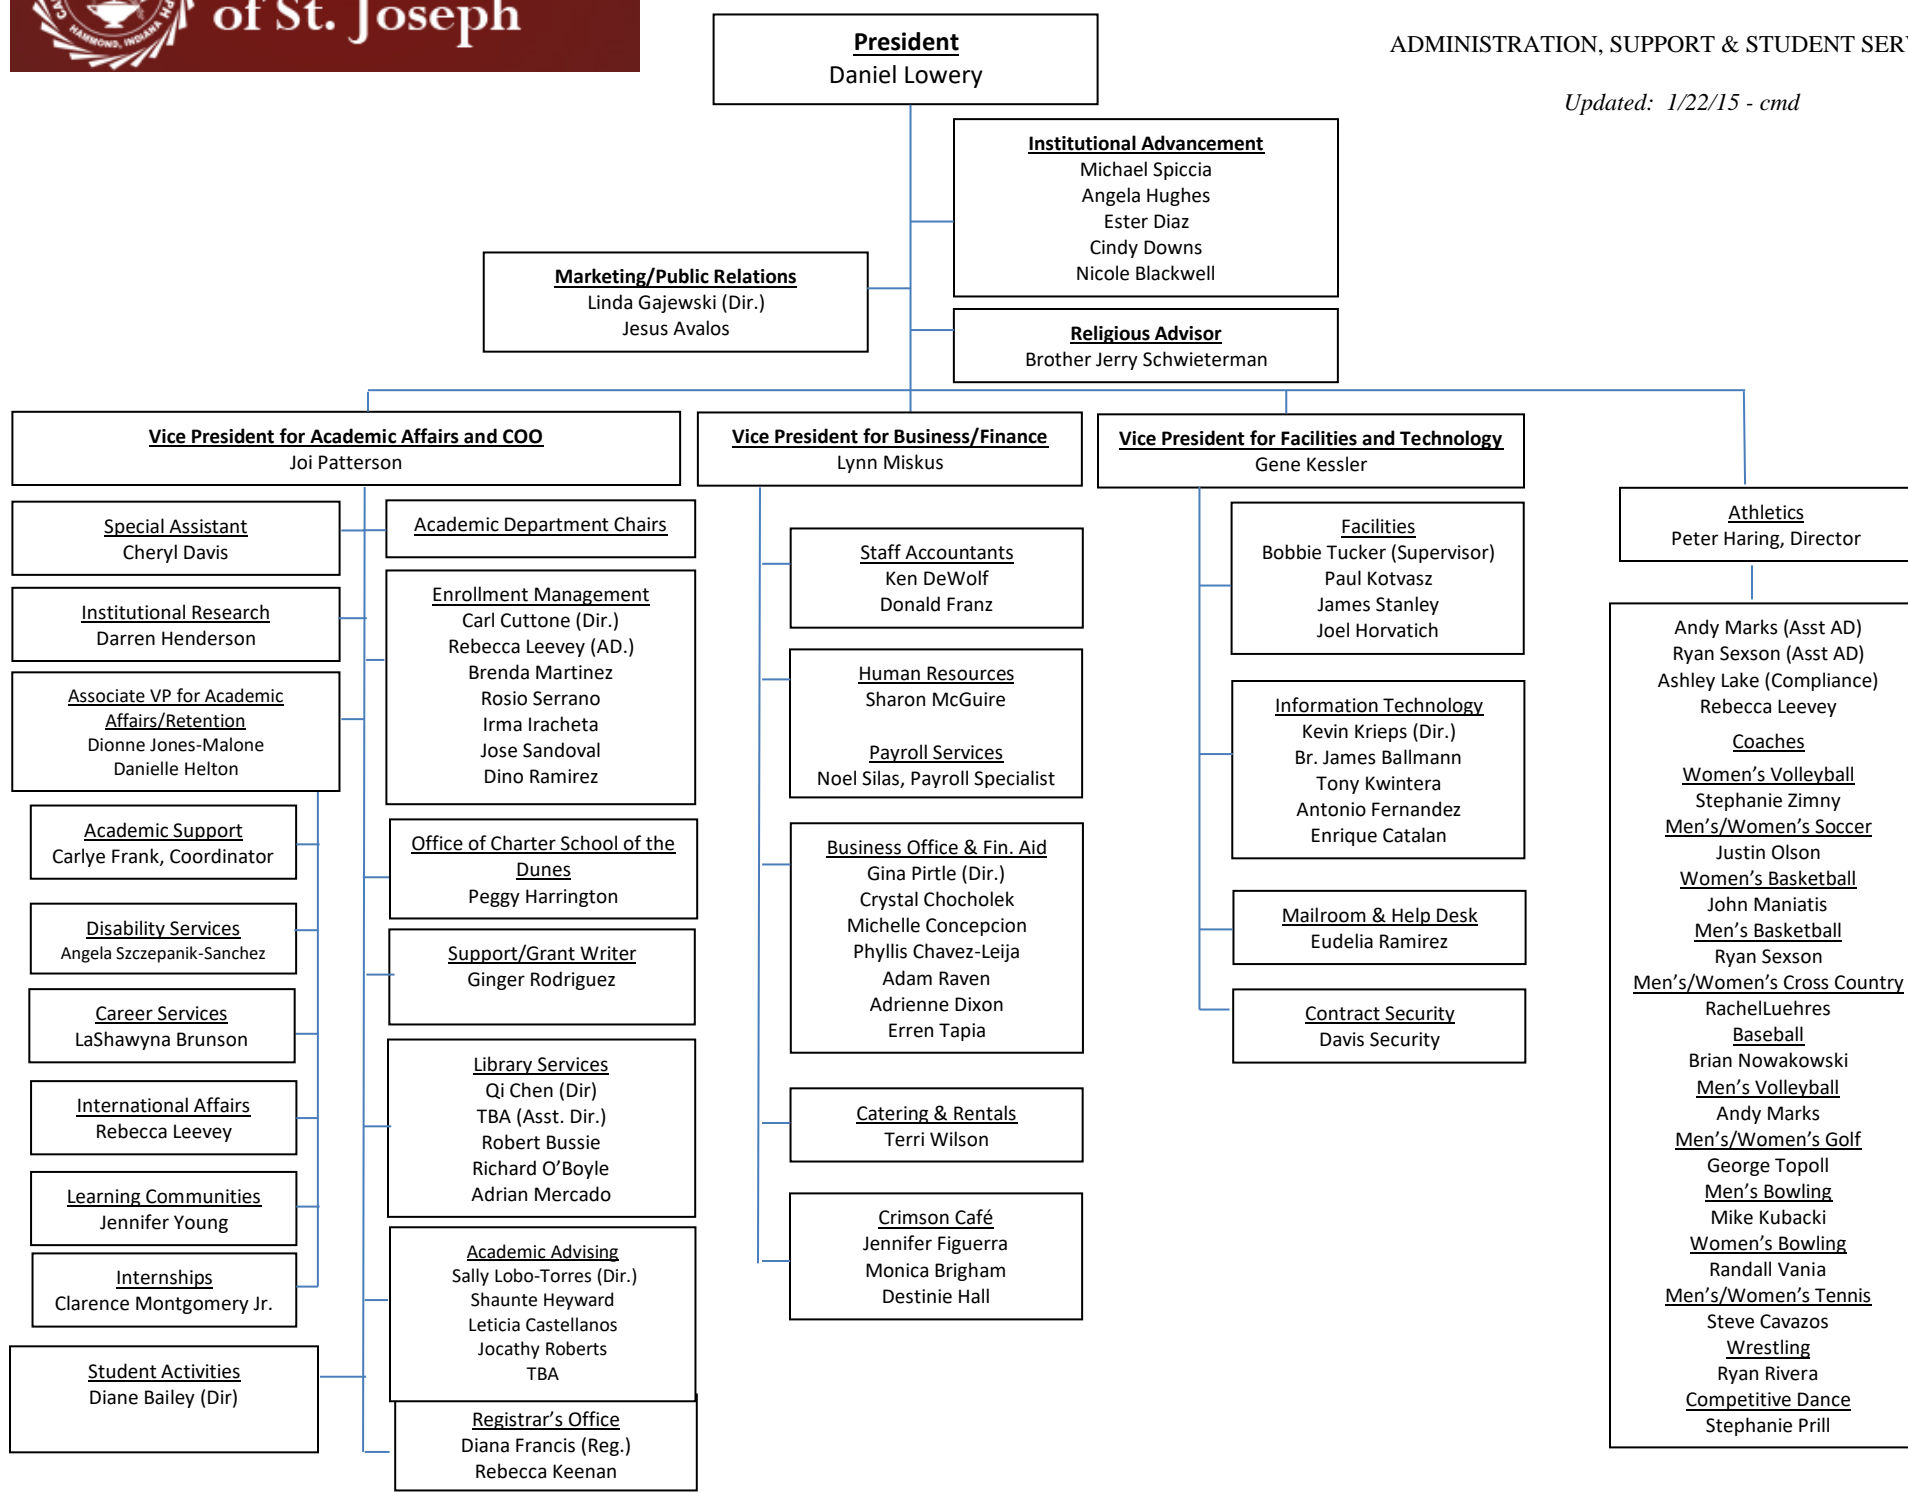 of St. Joseph
HAMMOND, INDIANA
ADMINISTRATION, SUPPORT & STUDENT
Updated: 1/22/15 - cmd
President
Daniel Lowery
Institutional Advancement
Michael Spiccia
Angela Hughes
Ester Diaz
Cindy Downs
Nicole Blackwell
Marketing/Public Relations
Linda Gajewski (Dir.)
Jesus Avalos
Religious Advisor
Brother Jerry Schwieterman
Vice President for Academic Affairs and COO
Joi Patterson
Special Assistant
Cheryl Davis
Institutional Research
Darren Henderson
Associate VP for Academic
Affairs/Retention
Dionne Jones-Malone
Danielle Helton
Academic Support
Carlye Frank, Coordinator
Disability Services
Angela Szczepanik-Sanchez
Career Services
LaShawyna Brunson
International Affairs
Rebecca Leevey
Learning Communities
Jennifer Young
Internships
Clarence Montgomery Jr.
Student Activities
Diane Bailey (Dir)
Academic Department Chairs
Enrollment Management
Carl Cuttone (Dir.)
Rebecca Leevey (AD.)
Brenda Martinez
Rosio Serrano
Irma Iracheta
Jose Sandoval
Dino Ramirez
Office of Charter School of the
Dunes
Peggy Harrington
Support/Grant Writer
Ginger Rodriguez
Library Services
Qi Chen (Dir)
TBA (Asst. Dir.)
Robert Bussie
Richard O’Boyle
Adrian Mercado
Academic Advising
Sally Lobo-Torres (Dir.)
Shaunte Heyward
Leticia Castellanos
Jocathy Roberts
TBA
Registrar’s Office
Diana Francis (Reg.)
Rebecca Keenan
Vice President for Business/Finance
Lynn Miskus
Staff Accountants
Ken DeWolf
Donald Franz
Human Resources
Sharon McGuire
Payroll Services
Noel Silas, Payroll Specialist
Business Office & Fin. Aid
Gina Pirtle (Dir.)
Crystal Chocholek
Michelle Concepcion
Phyllis Chavez-Leija
Adam Raven
Adrienne Dixon
Erren Tapia
Catering & Rentals
Terri Wilson
Crimson Café
Jennifer Figuerra
Monica Brigham
Destinie Hall
Vice President for Facilities and Technology
Gene Kessler
Facilities
Bobbie Tucker (Supervisor)
Paul Kotvasz
James Stanley
Joel Horvatich
Information Technology
Kevin Krieps (Dir.)
Br. James Ballmann
Tony Kwintera
Antonio Fernandez
Enrique Catalan
Mailroom & Help Desk
Eudelia Ramirez
Contract Security
Davis Security
Athletics
Peter Haring, Director
Andy Marks (Asst AD)
Ryan Sexson (Asst AD)
Ashley Lake (Compliance)
Rebecca Leevey
Coaches
Women’s Volleyball
Stephanie Zimny
Men’s/Women’s Soccer
Justin Olson
Women’s Basketball
John Maniatis
Men’s Basketball
Ryan Sexson
Men’s/Women’s Cross Country
RachelLuehres
Baseball
Brian Nowakowski
Men’s Volleyball
Andy Marks
Men’s/Women’s Golf
George Topoll
Men’s Bowling
Mike Kubacki
Women’s Bowling
Randall Vania
Men’s/Women’s Tennis
Steve Cavazos
Wrestling
Ryan Rivera
Competitive Dance
Stephanie Prill